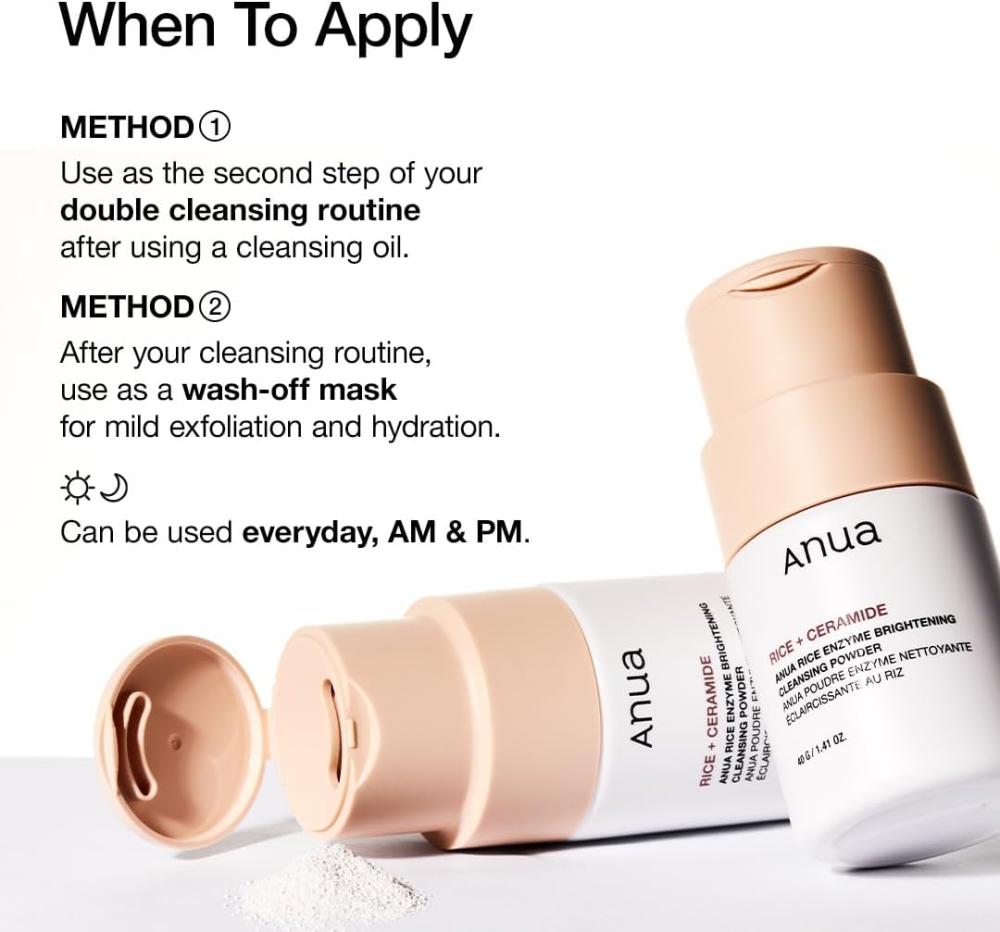 When To Apply
METHOD①
Use as the second step of your
double cleansing routine
after using a cleansing oil.
METHOD②
After your cleansing routine,
use as a wash-off mask
for mild exfoliation and hydration.
Can be used everyday, AM & PM.
Anua
RICE + CERAMIDE
ANUA RICE ENZYME BRIGHTENING
CLEANSING POWDER
ANUA POUDRE ENZYME NETTOYANTE
ÉCLAIRCISSANTE AU RIZ
40 G / 1.41 OZ.
Anua
RICE + CERAMIDE
ANUA RICE ENZYME BRIGHTENING
CLEANSING POWDER
ANUA POUDRE